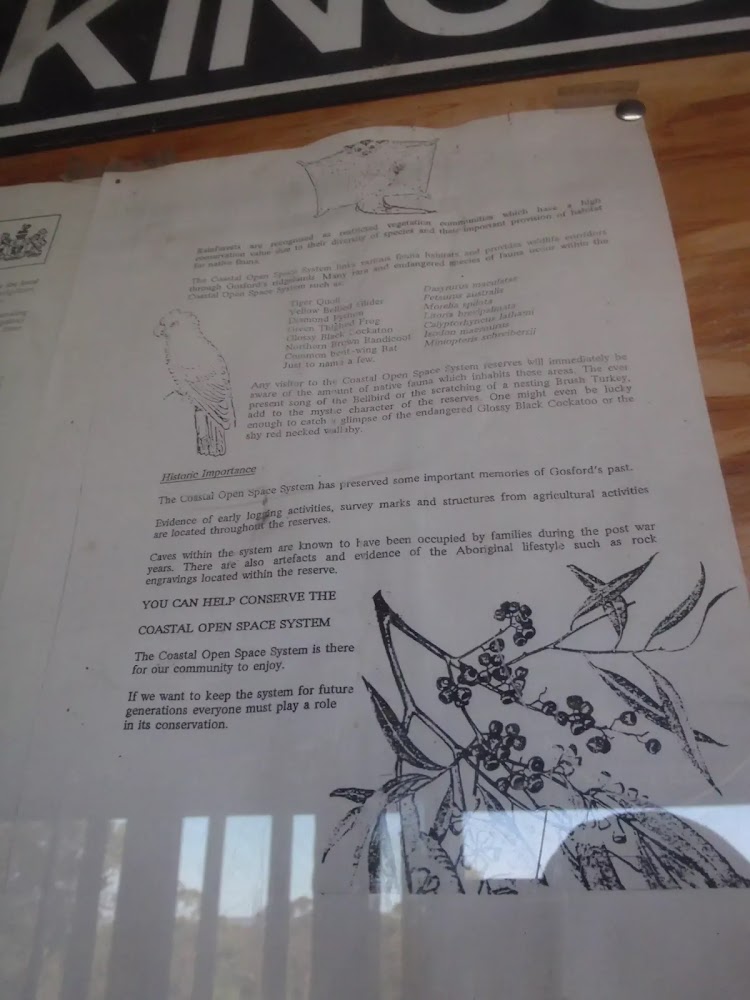 KINGS
Rainforests are recognised as restricted vegetation communities which have a high
conservation value due to their diversity of species and their important provision of habitat
for native fauna.
The Coastal Open Space System links various fauna habitats and provides wildlife corridors
through Gosford's ridgelands. Many rare and endangered species of fauna occur within the
Coastal Open Space System such as:
Tiger Quoll Dasyurus maculatus
Yellow Bellied Glider Petaurus australis
Diamond Python Morelia spilota
Green Thighed Frog Litoria brevipalmata
Glossy Black Cockatoo Calyptorhyncus lathami
Northern Brown Bandicoot Isoodon macrourus
Common bent-wing Bat Miniopteris schreibersii
Just to name a few.
Any visitor to the Coastal Open Space System reserves will immediately be
aware of the amount of native fauna which inhabits these areas. The ever
present song of the Bellbird or the scratching of a nesting Brush Turkey,
add to the mystic character of the reserves. One might even be lucky
enough to catch a glimpse of the endangered Glossy Black Cockatoo or the
shy red necked wallaby.
Historic Importance
The Coastal Open Space System has preserved some important memories of Gosford's past.
Evidence of early logging activities, survey marks and structures from agricultural activities
are located throughout the reserves.
Caves within the system are known to have been occupied by families during the post war
years. There are also artefacts and evidence of the Aboriginal lifestyle such as rock
engravings located within the reserve.
YOU CAN HELP CONSERVE THE
COASTAL OPEN SPACE SYSTEM
The Coastal Open Space System is there
for our community to enjoy.
If we want to keep the system for future
generations everyone must play a role
in its conservation.